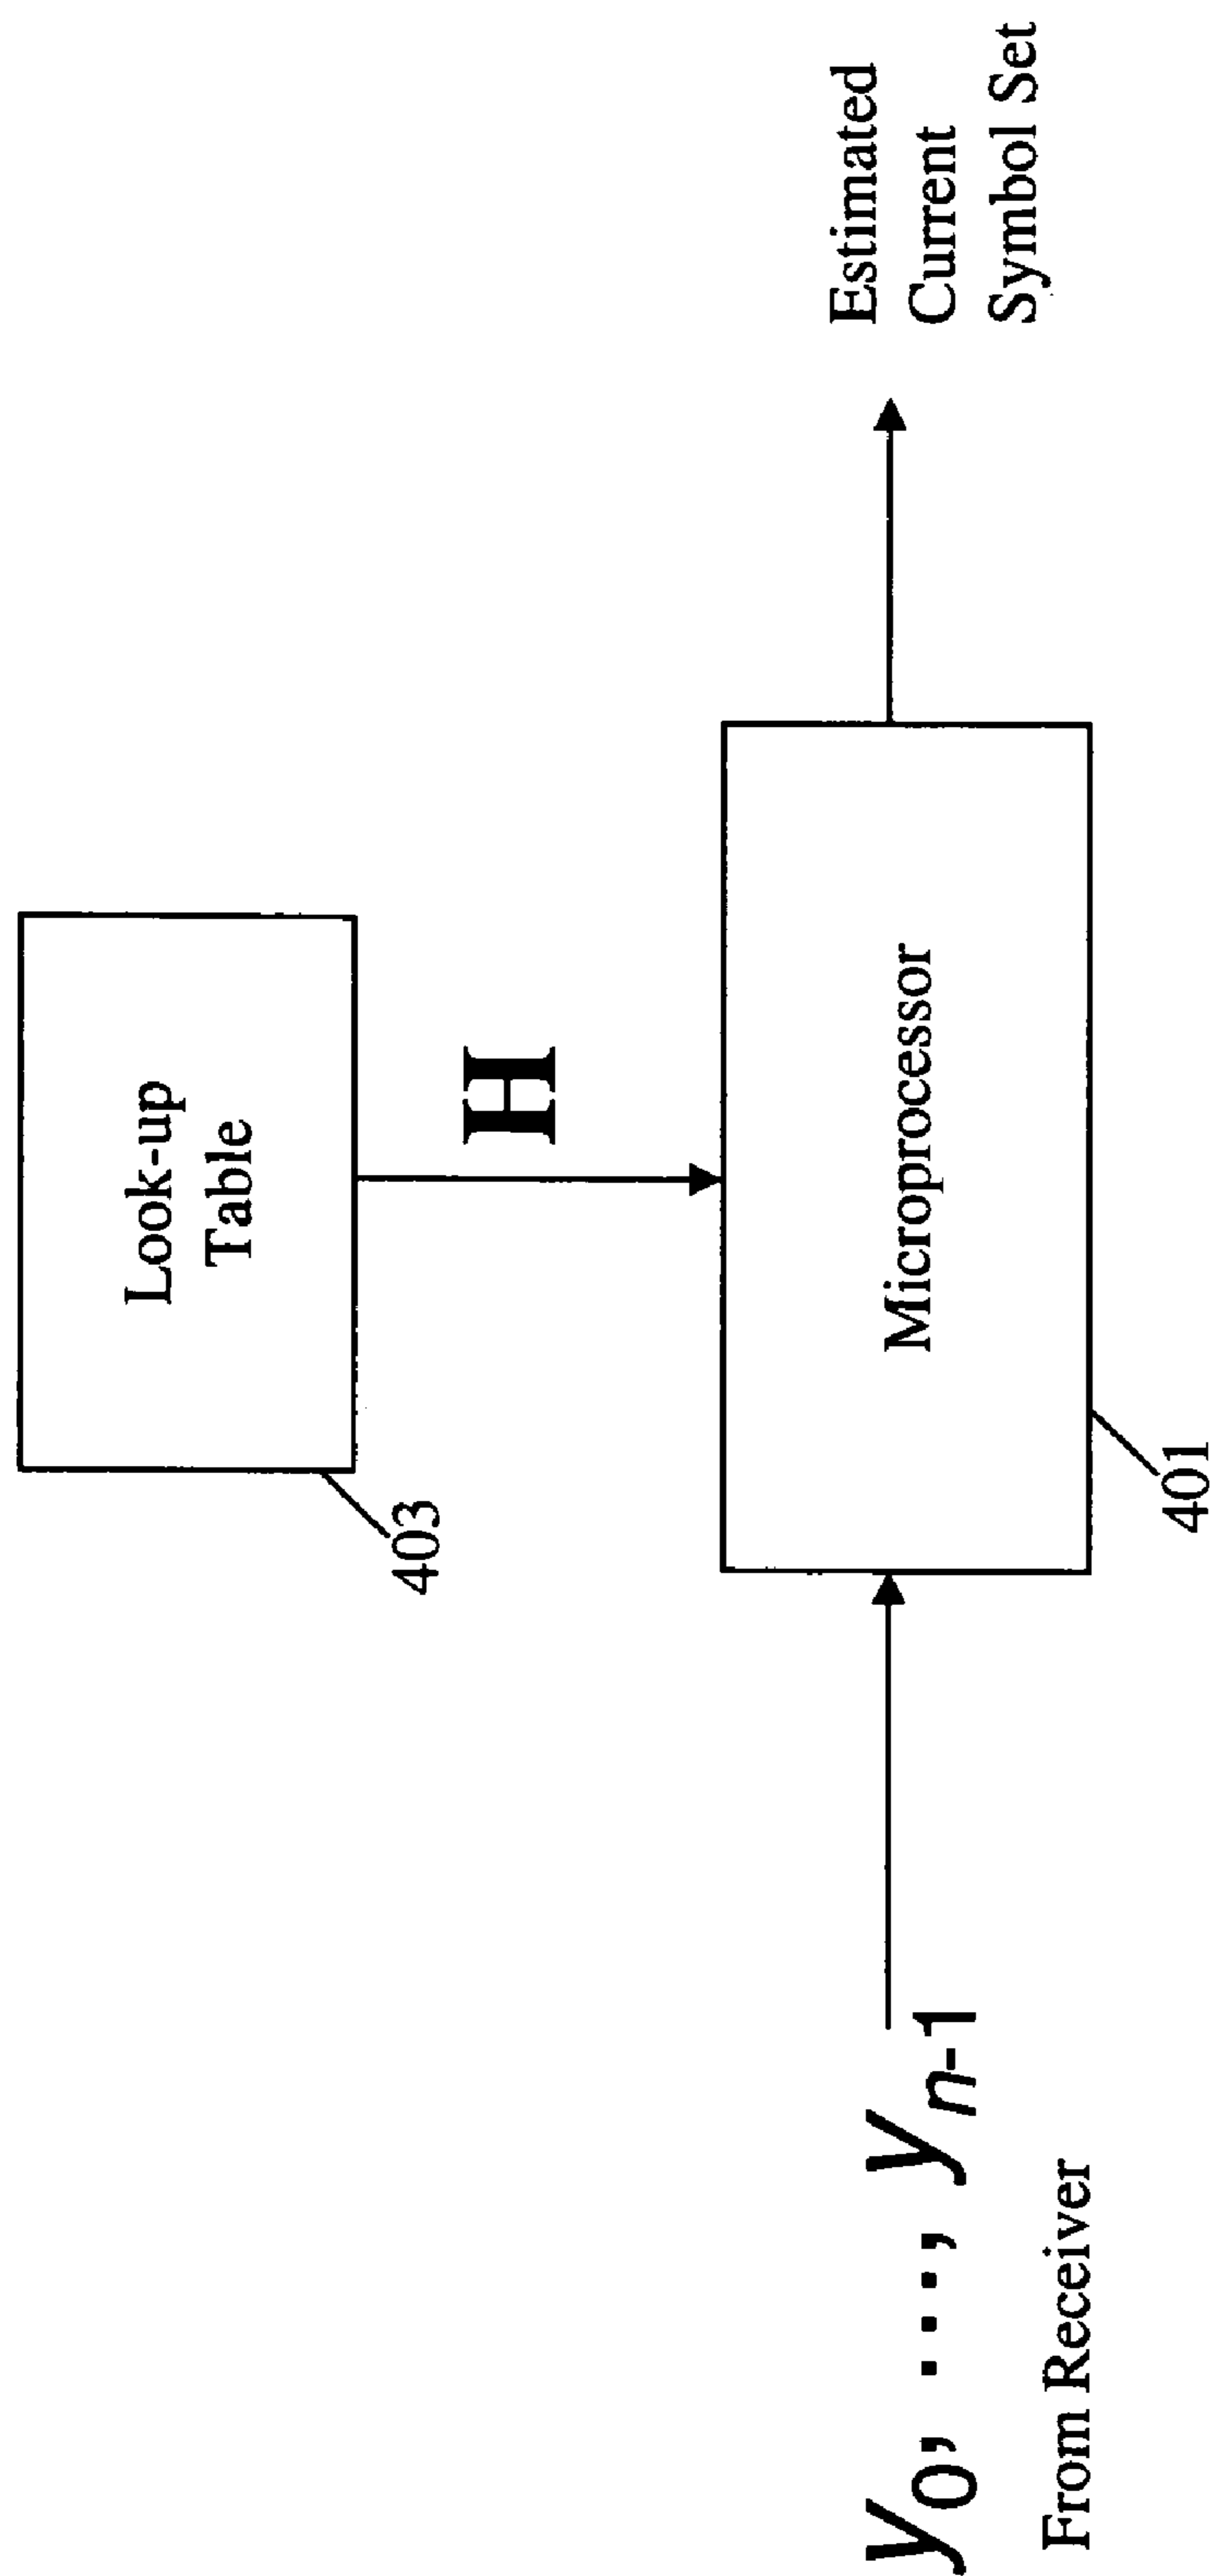 Look-up
Table
403
H
Microprocessor
401
y0, ..., yn-1
From Receiver
Estimated
Current
Symbol Set